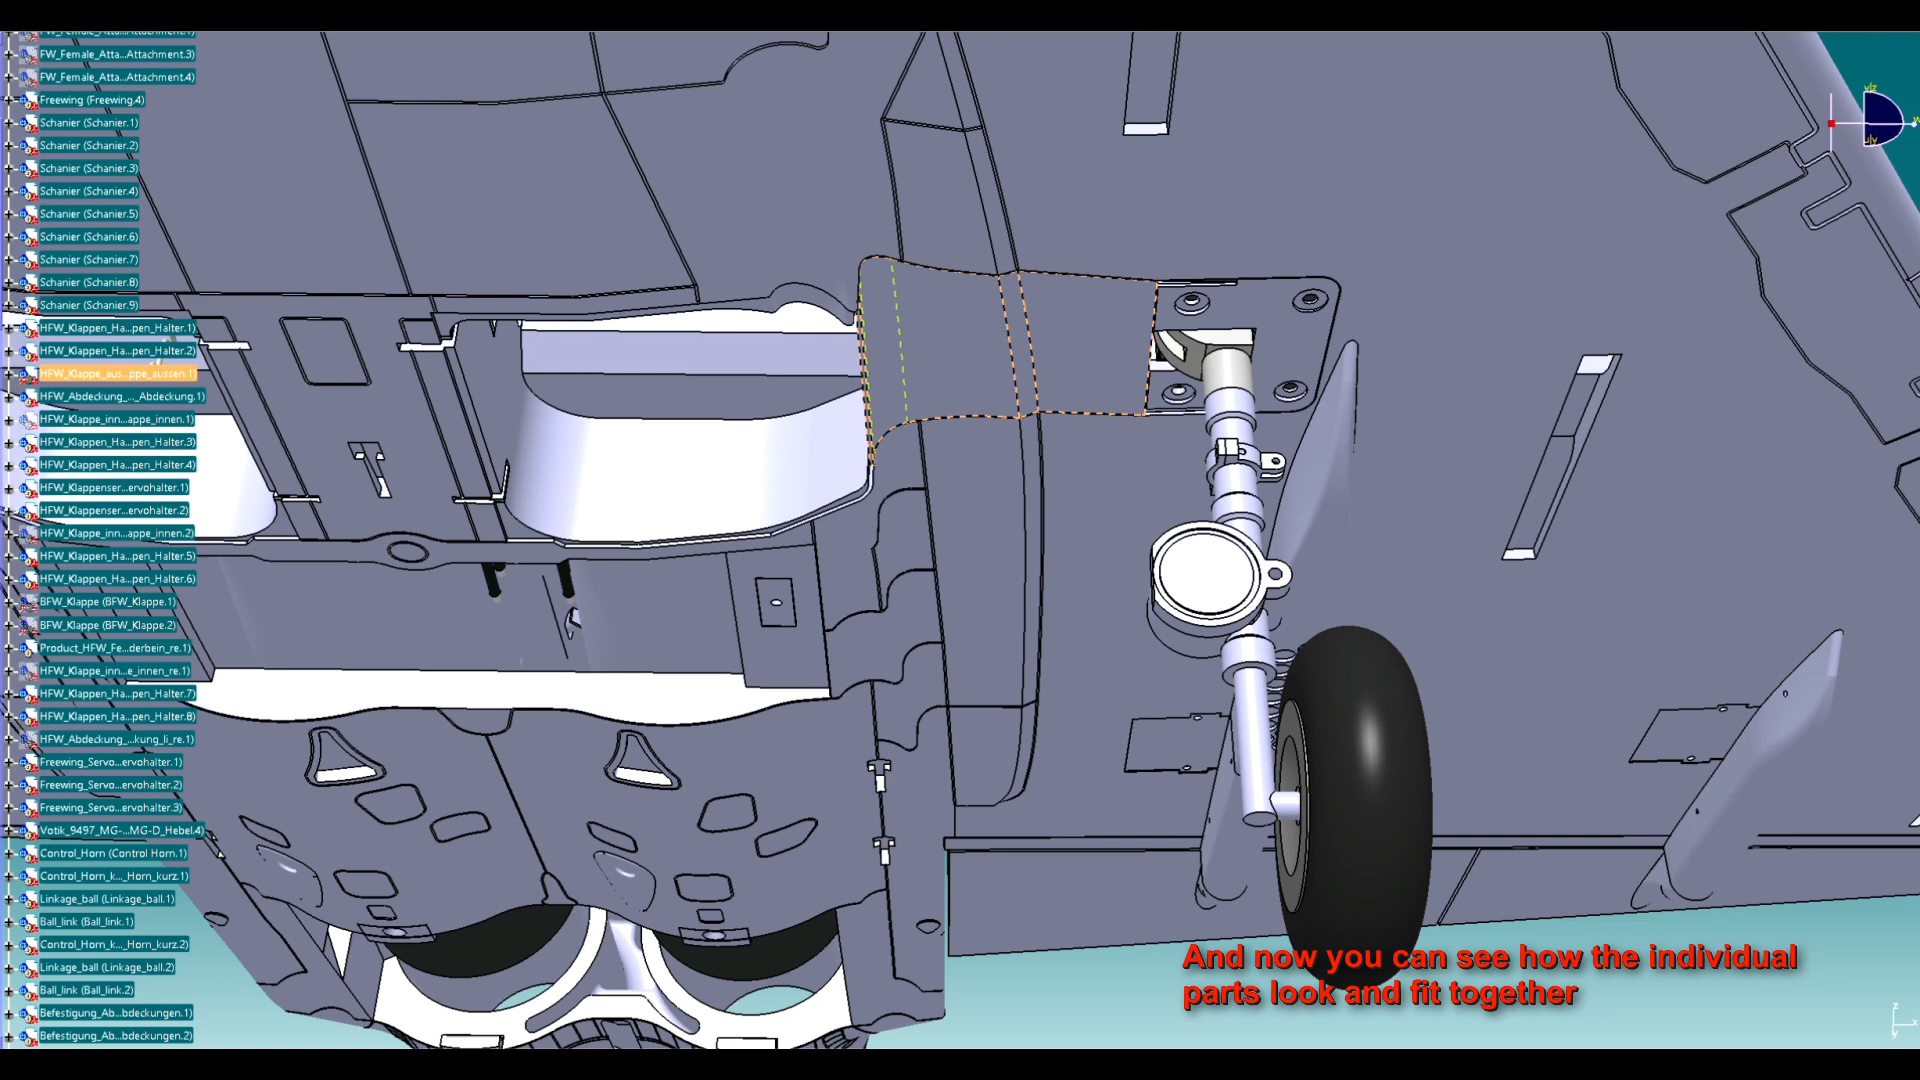 FW_Female_Atta...Attachment.3)
FW_Female_Atta...Attachment.4)
Freewing (Freewing.4)
Schanier (Schanier.1)
Schanier (Schanier.2)
Schanier (Schanier.3)
Schanier (Schanier.4)
Schanier (Schanier.5)
Schanier (Schanier.6)
Schanier (Schanier.7)
Schanier (Schanier.8)
Schanier (Schanier.9)
HFW_Klappen_Ha...pen_Halter.1)
HFW_Klappen_Ha...pen_Halter.2)
HFW_Klappe_aus...ppe_aussen.1)
HFW_Abdeckung_..._Abdeckung.1)
HFW_Klappe_inn...appe_innen.1)
HFW_Klappen_Ha...pen_Halter.3)
HFW_Klappen_Ha...pen_Halter.4)
HFW_Klappenser...ervohalter.1)
HFW_Klappenser...ervohalter.2)
HFW_Klappe_inn...appe_innen.2)
HFW_Klappen_Ha...pen_Halter.5)
HFW_Klappen_Ha...pen_Halter.6)
BFW_Klappe (BFW_Klappe.1)
BFW_Klappe (BFW_Klappe.2)
Product_HFW_Fe...derbein_re.1)
HFW_Klappe_inn...e_innen_re.1)
HFW_Klappen_Ha...pen_Halter.7)
HFW_Klappen_Ha...pen_Halter.8)
HFW_Abdeckung_...kung_li_re.1)
Freewing_Servo...ervohalter.1)
Freewing_Servo...ervohalter.2)
Freewing_Servo...ervohalter.3)
Votik_9497_MG-...MG-D_Hebel.4)
Control_Horn (Control Horn.1)
Control_Horn_k..._Horn_kurz.1)
Linkage_ball (Linkage_ball.1)
Ball_link (Ball_link.1)
Control_Horn_k..._Horn_kurz.2)
Linkage_ball (Linkage_ball.2)
Ball_link (Ball_link.2)
Befestigung_Ab...bdeckungen.1)
Befestigung_Ab...bdeckungen.2)
And now you can see how the individual
parts look and fit together